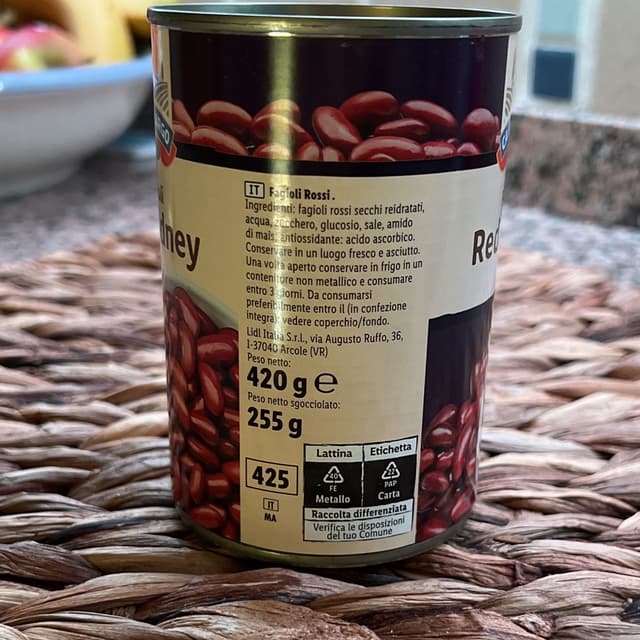 IT Fagioli Rossi.
Ingredienti: fagioli rossi secchi reidratati,
acqua, zucchero, glucosio, sale, amido
di mais, antiossidante: acido ascorbico.
Conservare in un luogo fresco e asciutto.
Una volta aperto conservare in frigo in un
contenitore non metallico e consumare
entro 3 giorni. Da consumarsi
preferibilmente entro il (in confezione
integra) vedere coperchio/fondo.
Lidl Italia S.r.l., via Augusto Ruffo, 36,
I-37040 Arcole (VR)
Peso netto:
420 g e
Peso netto sgocciolato:
255 g
425
IT
MA
Lattina Etichetta
40 22
FE PAP
Metallo Carta
Raccolta differenziata
Verifica le disposizioni
del tuo Comune
dney
Red